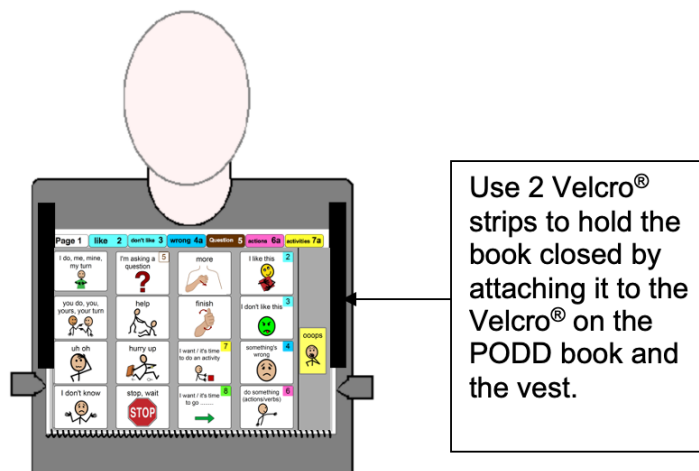 Page 1 like 2 don't like 3 wrong 4a Question 5 actions 6a activities 7a
I do, me, mine,
my turn
I'm asking a
question
5
more
I like this
2
you do, you,
yours, your turn
help
finish
I don't like this
3
ooops
uh oh
hurry up
I want / it's time
to do an activity
7
something's
wrong
4
I don't know
stop, wait
STOP
I want / it's time
to go ........
8
do something
(actions/verbs)
6
Use 2 Velcro®
strips to hold the
book closed by
attaching it to the
Velcro® on the
PODD book and
the vest.